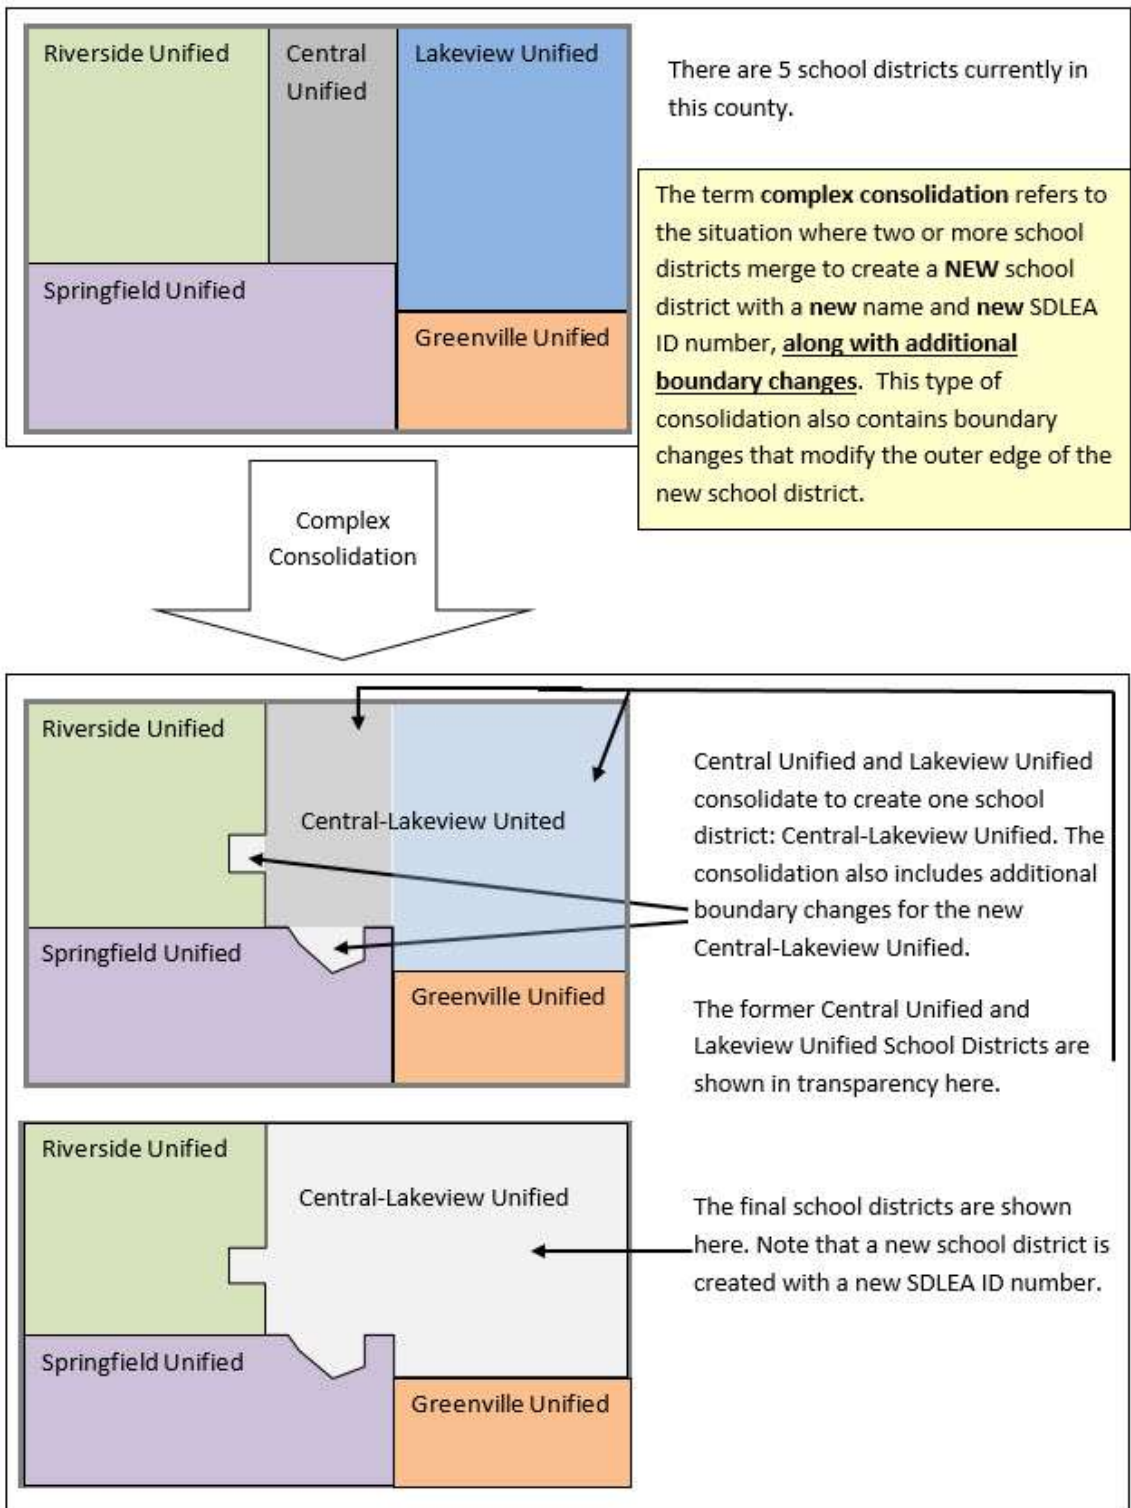 Riverside Unified
Central
Unified
Lakeview Unified
Springfield Unified
Greenville Unified
There are 5 school districts currently in
this county.
The term complex consolidation refers to
the situation where two or more school
districts merge to create a NEW school
district with a new name and new SDLEA
ID number, along with additional
boundary changes. This type of
consolidation also contains boundary
changes that modify the outer edge of the
new school district.
Complex
Consolidation
Riverside Unified
Central-Lakeview United
Springfield Unified
Greenville Unified
Central Unified and Lakeview Unified
consolidate to create one school
district: Central-Lakeview Unified. The
consolidation also includes additional
boundary changes for the new
Central-Lakeview Unified.
The former Central Unified and
Lakeview Unified School Districts are
shown in transparency here.
Riverside Unified
Central-Lakeview Unified
Springfield Unified
Greenville Unified
The final school districts are shown
here. Note that a new school district is
created with a new SDLEA ID number.